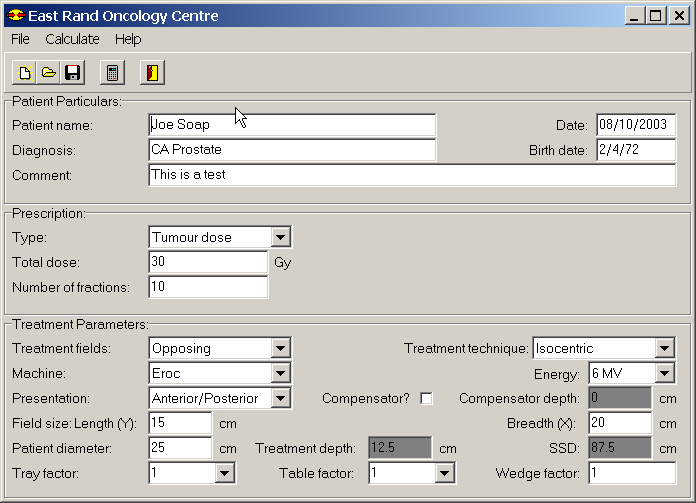 East Rand Oncology Centre
File Calculate Help
Patient Particulars:
Patient name: Joe Soap Date: 08/10/2003
Diagnosis: CA Prostate Birth date: 2/4/72
Comment: This is a test
Prescription:
Type: Tumour dose
Total dose: 30 Gy
Number of fractions: 10
Treatment Parameters:
Treatment fields: Opposing Treatment technique: Isocentric
Machine: Eroc Energy: 6 MV
Presentation: Anterior/Posterior Compensator? Compensator depth: 0 cm
Field size: Length (Y): 15 cm Breadth (X): 20 cm
Patient diameter: 25 cm Treatment depth: 12.5 cm SSD: 87.5 cm
Tray factor: 1 Table factor: 1 Wedge factor: 1